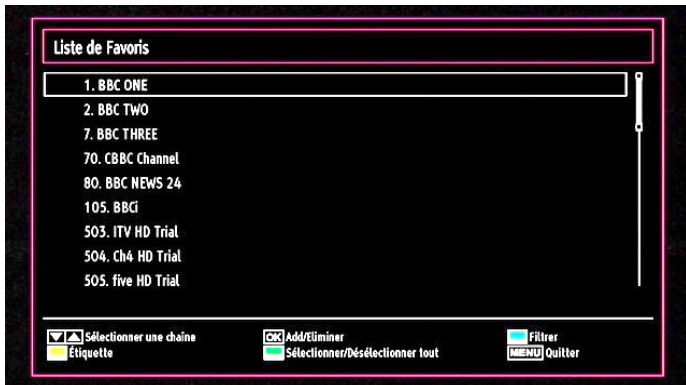 Liste de Favoris
1. BBC ONE
2. BBC TWO
7. BBC THREE
70. CBBC Channel
80. BBC NEWS 24
105. BBCi
503. ITV HD Trial
504. Ch4 HD Trial
505. five HD Trial
Sélectionner une chaîne OK Add/Eliminer Filtrer
Étiquette Sélectionner/Désélectionner tout MENU Quitter